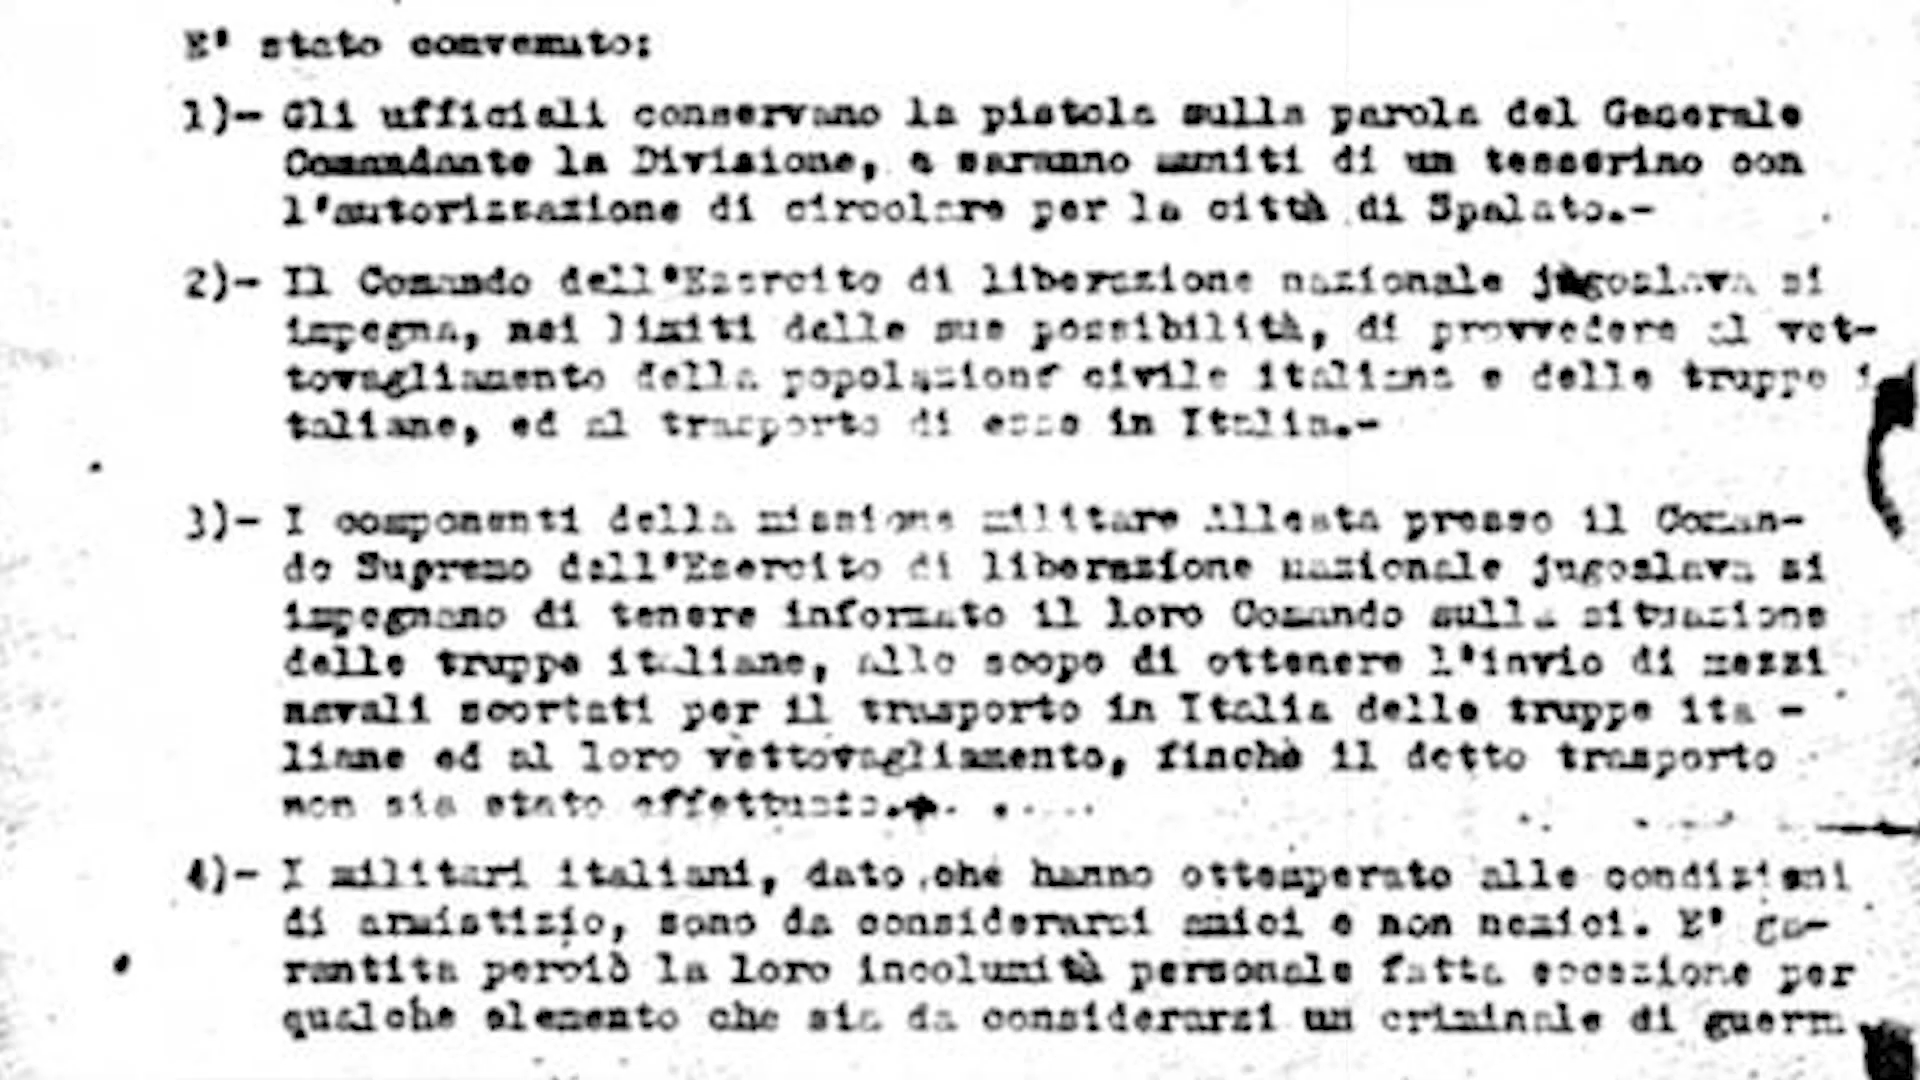 E' stato convenuto:
1)- Gli ufficiali conservano la pistola sulla parola del Generale
Comandante la Divisione, e saranno muniti di un tesserino con
l'autorizzazione di circolare per la città di Spalato.-
2)- Il Comando dell'Esercito di liberazione nazionale jugoslava si
impegna, nei limiti delle sue possibilità, di provvedere al vet-
tovagliamento della popolazione civile italiana e delle truppe i
taliane, ed al trasporto di esse in Italia.-
3)- I componenti della missione militare Alleata presso il Coman-
do Supremo dell'Esercito di liberazione nazionale jugoslava si
impegnano di tenere informato il loro Comando sulla situazione
delle truppe italiane, allo scopo di ottenere l'invio di mezzi
navali scortati per il trasporto in Italia delle truppe ita -
liane ed al loro vettovagliamento, finchè il detto trasporto
non sia stato effettuato.-
4)- I militari italiani, dato che hanno ottemperato alle condizioni
di armistizio, sono da considerarsi amici e non nemici. E' ga-
rantita perciò la loro incolumità personale fatta eccezione per
qualche elemento che sia da considerarsi un criminale di guerra